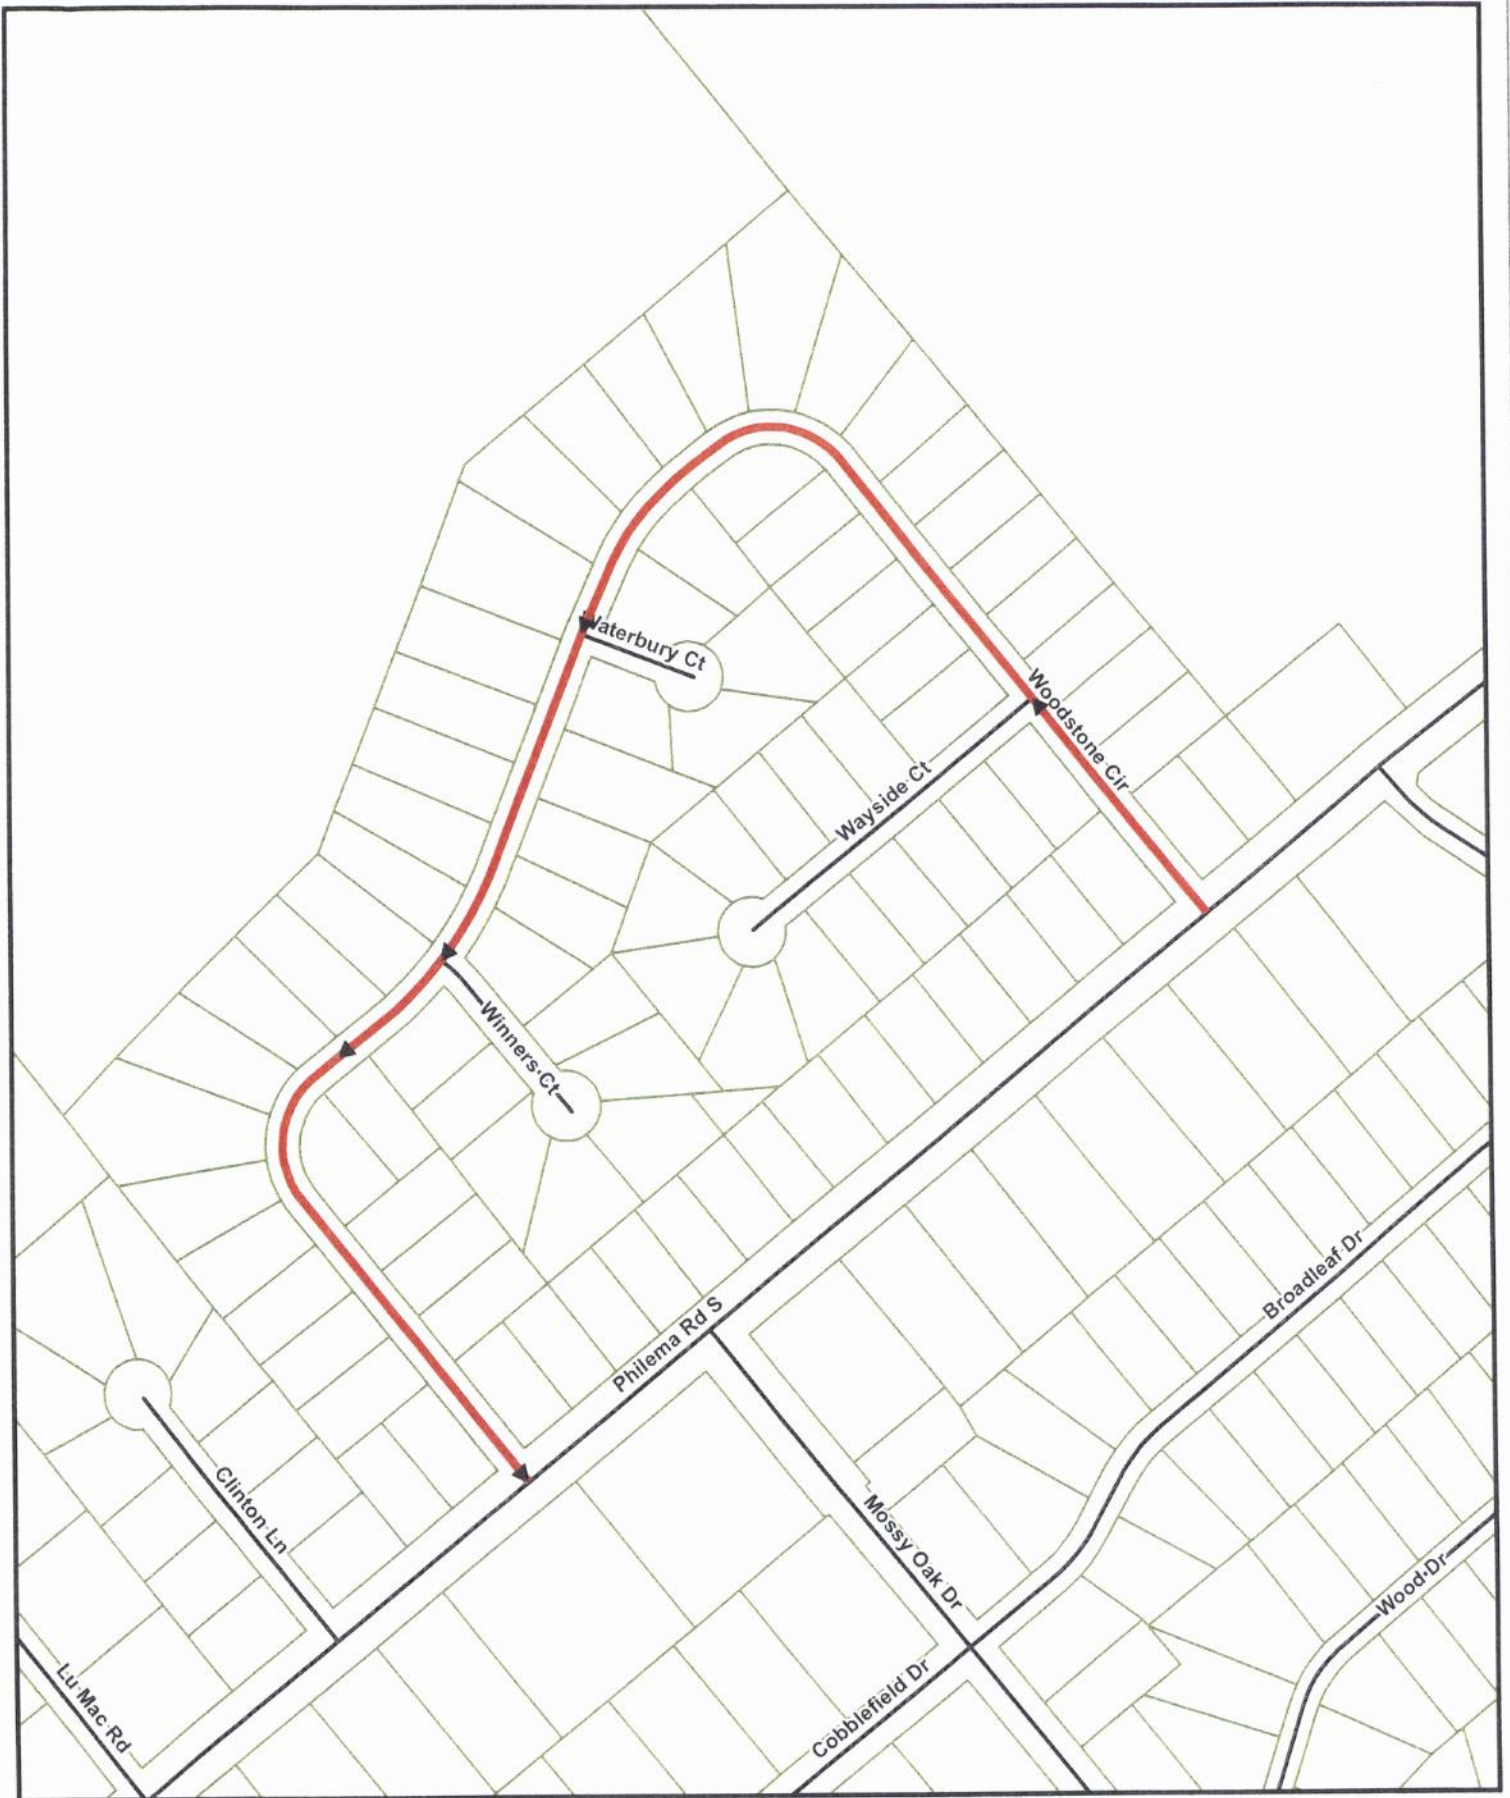 Waterbury Ct
Woodstone Cir
Wayside Ct
Winners Ct
Philema Rd S
Broadleaf Dr
Clinton Ln
Mossy Oak Dr
Wood Dr
Lu Mac Rd
Cobblefield Dr